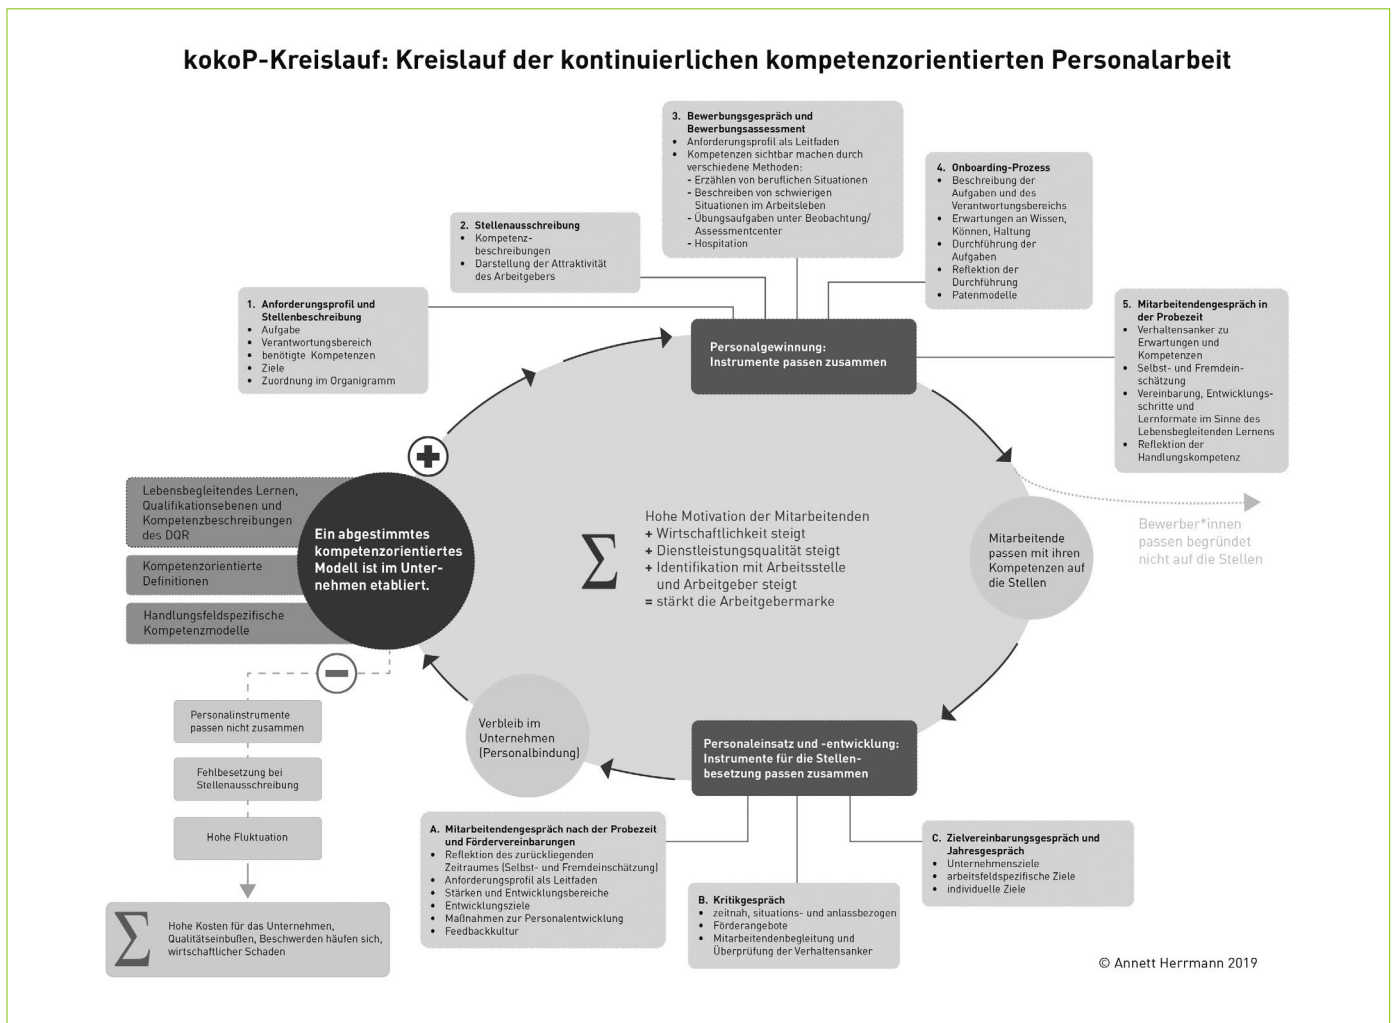 kokoP-Kreislauf: Kreislauf der kontinuierlichen kompetenzorientierten Personalarbeit
3. Bewerbungsgespräch und
Bewerbungsassessment
• Anforderungsprofil als Leitfaden
• Kompetenzen sichtbar machen durch
verschiedene Methoden:
- Erzählen von beruflichen Situationen
- Beschreiben von schwierigen
Situationen im Arbeitsleben
- Übungsaufgaben unter Beobachtung/
Assessmentcenter
- Hospitation
4. Onboarding-Prozess
• Beschreibung der
Aufgaben und des
Verantwortungsbereichs
• Erwartungen an Wissen,
Können, Haltung
• Durchführung der
Aufgaben
• Reflektion der
Durchführung
• Patenmodelle
2. Stellenausschreibung
• Kompetenz-
beschreibungen
• Darstellung der Attraktivität
des Arbeitgebers
1. Anforderungsprofil und
Stellenbeschreibung
• Aufgabe
• Verantwortungsbereich
• benötigte Kompetenzen
• Ziele
• Zuordnung im Organigramm
5. Mitarbeitendengespräch in
der Probezeit
• Verhaltensanker zu
Erwartungen und
Kompetenzen
• Selbst- und Fremdein-
schätzung
• Vereinbarung, Entwicklungs-
schritte und
Lernformate im Sinne des
Lebensbegleitenden Lernens
• Reflektion der
Handlungskompetenz
Personalgewinnung:
Instrumente passen zusammen
+
Lebensbegleitendes Lernen,
Qualifikationsebenen und
Kompetenzbeschreibungen
des DQR
Kompetenzorientierte
Definitionen
Handlungsfeldspezifische
Kompetenzmodelle
Ein abgestimmtes
kompetenzorientiertes
Modell ist im Unter-
nehmen etabliert.
Σ
Hohe Motivation der Mitarbeitenden
+ Wirtschaftlichkeit steigt
+ Dienstleistungsqualität steigt
+ Identifikation mit Arbeitsstelle
und Arbeitgeber steigt
= stärkt die Arbeitgebermarke
Mitarbeitende
passen mit ihren
Kompetenzen auf
die Stellen
Bewerber*innen
passen begründet
nicht auf die Stellen
–
Personalinstrumente
passen nicht zusammen
Fehlbesetzung bei
Stellenausschreibung
Hohe Fluktuation
Σ
Hohe Kosten für das Unternehmen,
Qualitätseinbußen, Beschwerden häufen sich,
wirtschaftlicher Schaden
Verbleib im
Unternehmen
(Personalbindung)
Personaleinsatz und -entwicklung:
Instrumente für die Stellen-
besetzung passen zusammen
A. Mitarbeitendengespräch nach der Probezeit
und Fördervereinbarungen
• Reflektion des zurückliegenden
Zeitraumes (Selbst- und Fremdeinschätzung)
• Anforderungsprofil als Leitfaden
• Stärken und Entwicklungsbereiche
• Entwicklungsziele
• Maßnahmen zur Personalentwicklung
• Feedbackkultur
B. Kritikgespräch
• zeitnah, situations- und anlassbezogen
• Förderangebote
• Mitarbeitendenbegleitung und
Überprüfung der Verhaltensanker
C. Zielvereinbarungsgespräch und
Jahresgespräch
• Unternehmensziele
• arbeitsfeldspezifische Ziele
• individuelle Ziele
© Annett Herrmann 2019